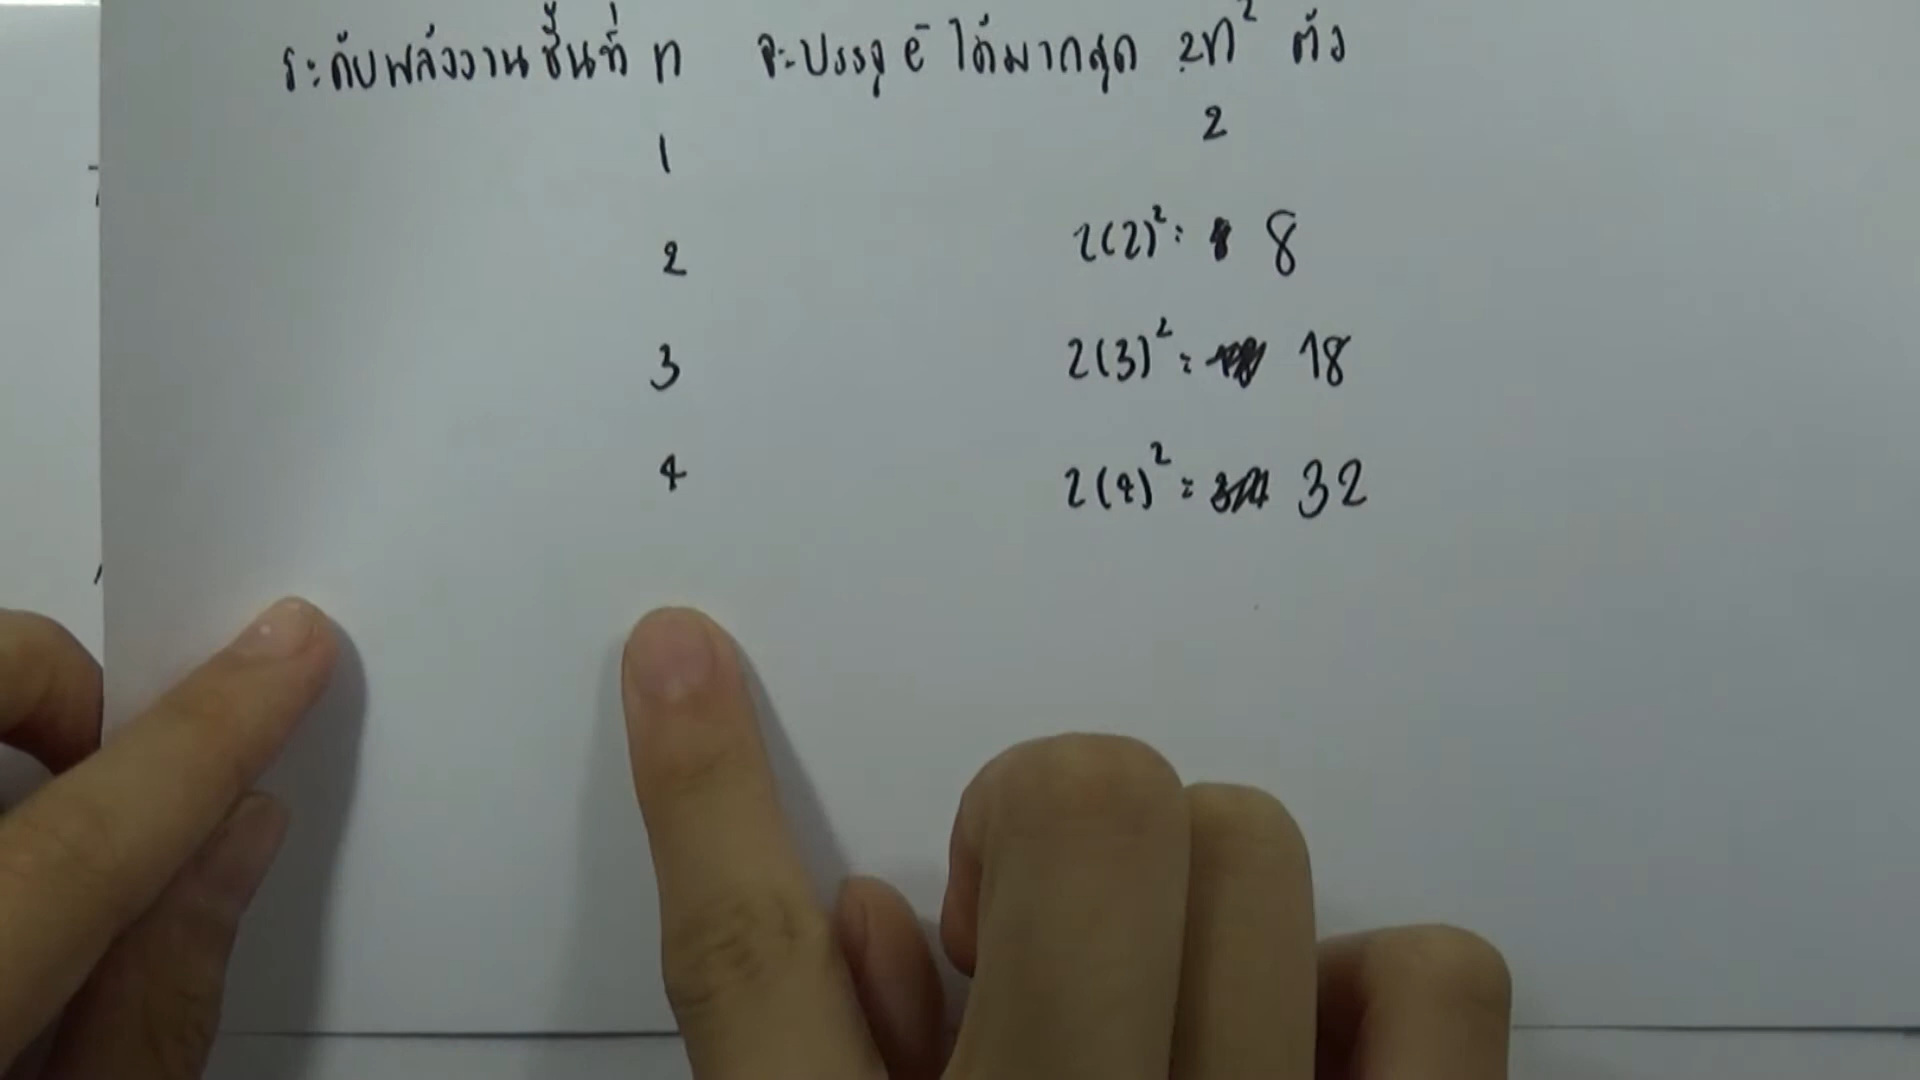 ระดับพลังงานชั้นที่ n จะบรรจุ e⁻ ได้มากสุด 2n² ตัว
1 2
2 2(2)² = 8
3 2(3)² = 18
4 2(4)² = 32